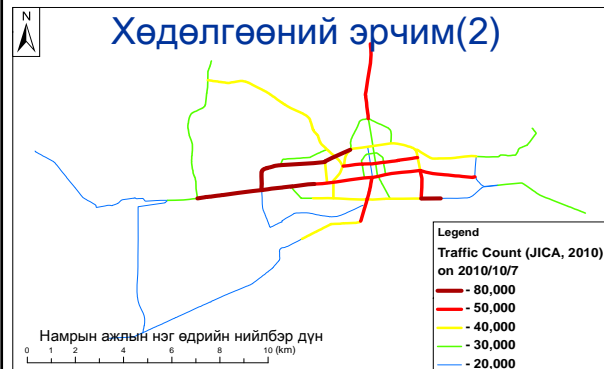 N
Хөдөлгөөний эрчим(2)
Legend
Traffic Count (JICA, 2010)
on 2010/10/7
- 80,000
- 50,000
- 40,000
- 30,000
- 20,000
Намрын ажлын нэг өдрийн нийлбэр дүн
0 1 2 4 6 8 10 (km)